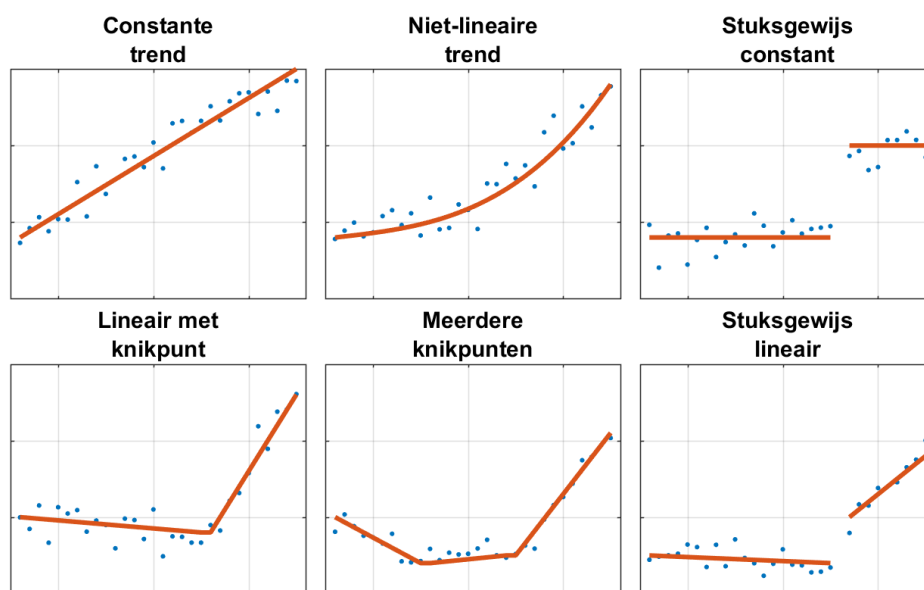 Constante
trend
Niet-lineaire
trend
Stuksgewijs
constant
Lineair met
knikpunt
Meerdere
knikpunten
Stuksgewijs
lineair